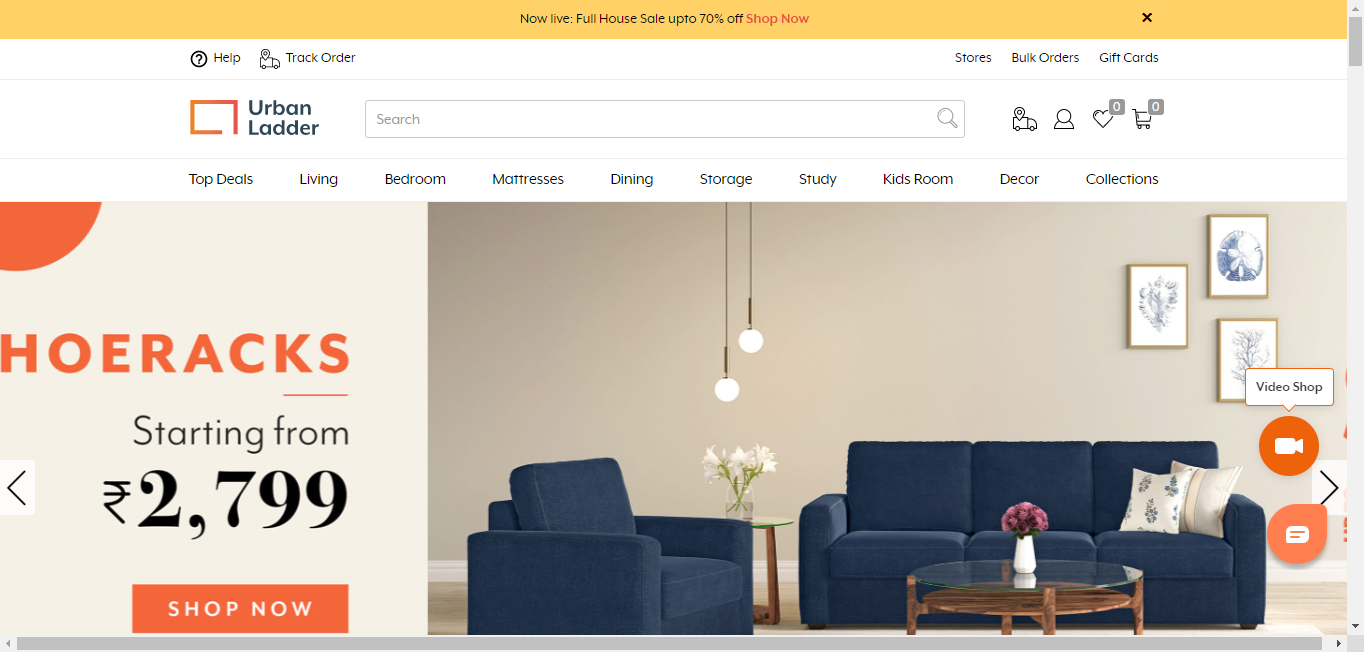 Now live: Full House Sale upto 70% off Shop Now
Help
Track Order
Stores
Bulk Orders
Gift Cards
Urban
Ladder
Search
0
0
Top Deals
Living
Bedroom
Mattresses
Dining
Storage
Study
Kids Room
Decor
Collections
HOERACKS
Starting from
₹2,799
SHOP NOW
Video Shop